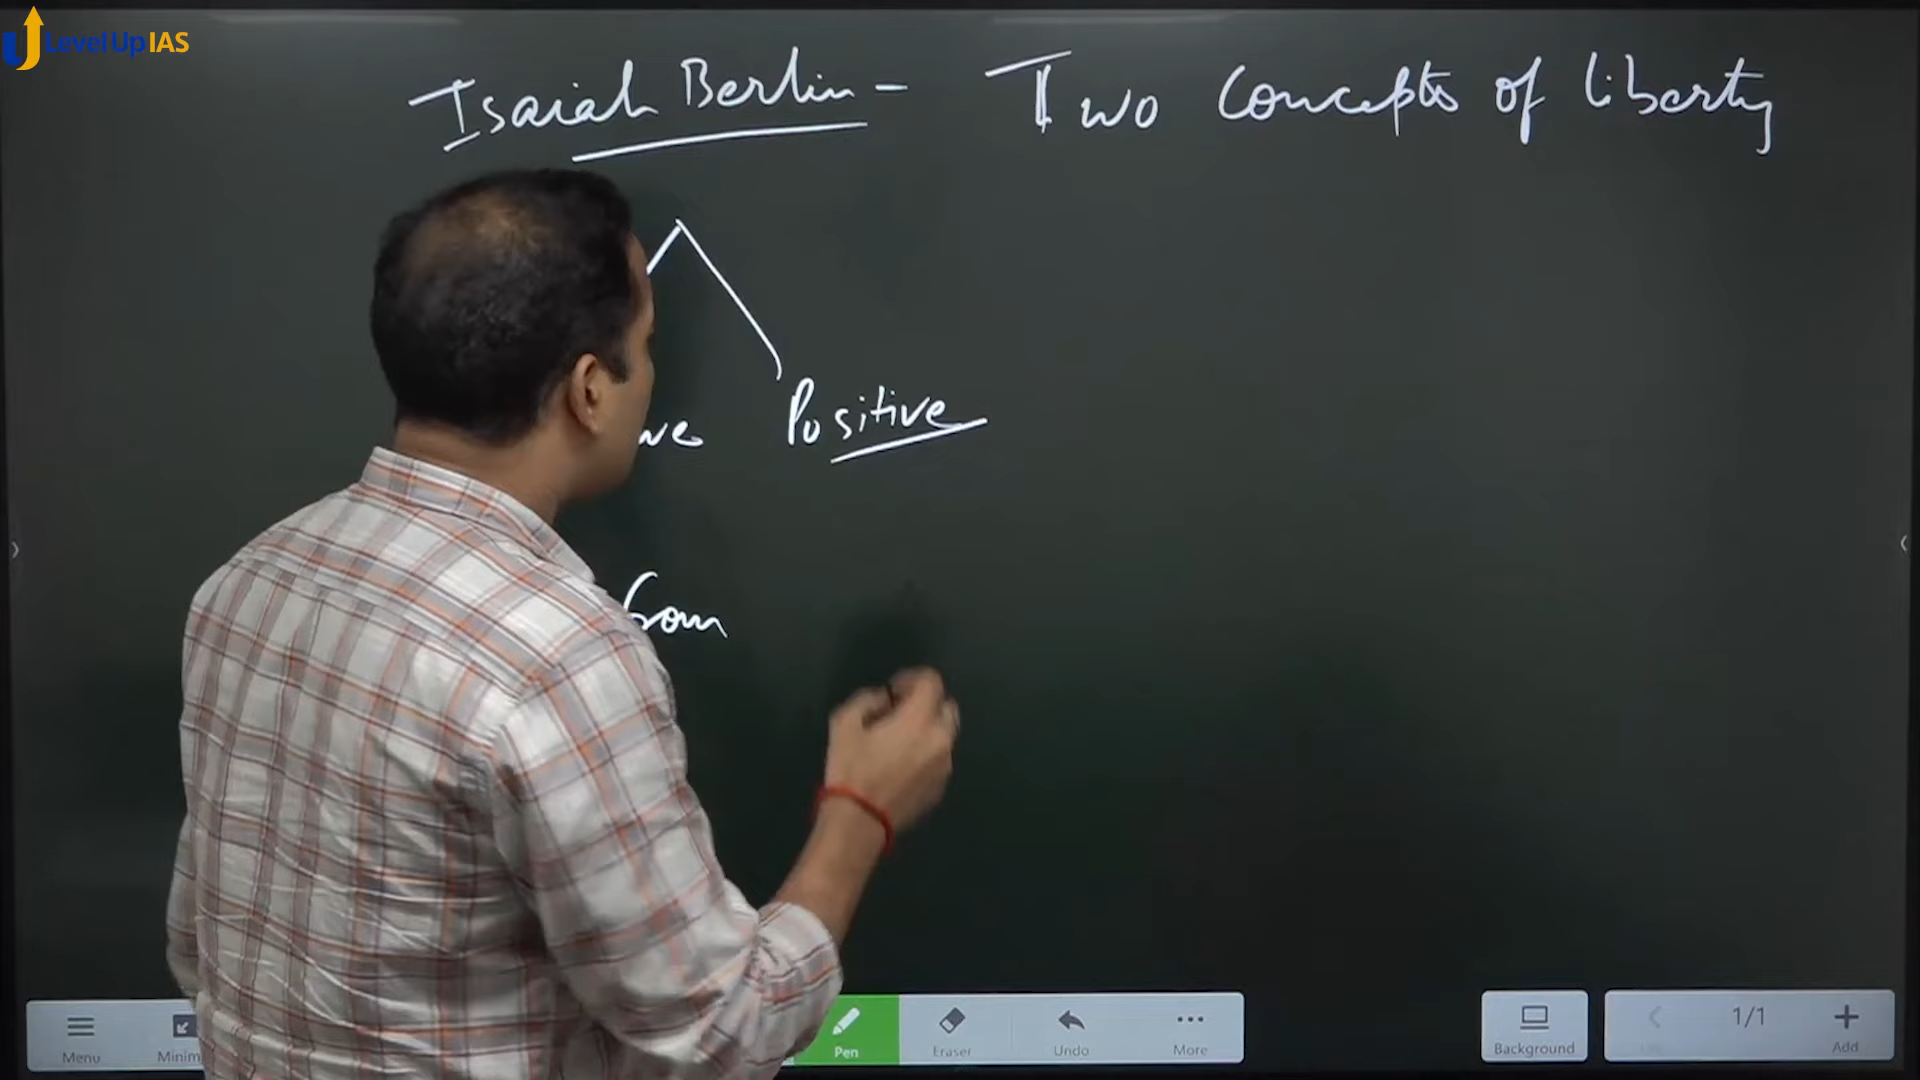 Level Up IAS
Isaiah Berlin - Two Concepts of liberty
Positive
Menu
Pen Eraser Undo More Background 1/1 Add